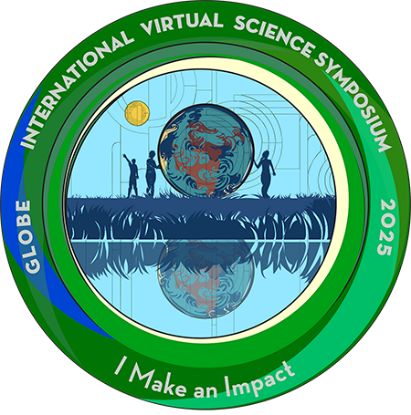 GLOBE INTERNATIONAL VIRTUAL SCIENCE SYMPOSIUM 2025
I Make an Impact